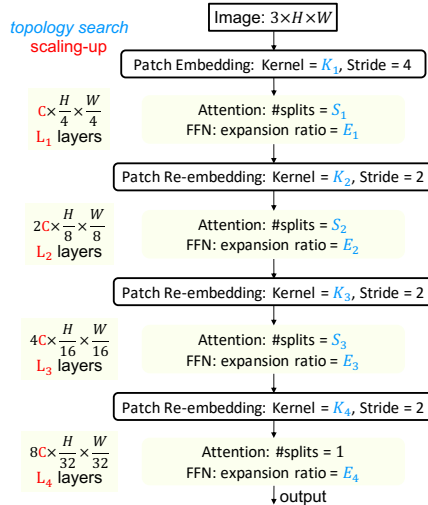 topology search
scaling-up
Image: 3×H×W
Patch Embedding: Kernel = K₁, Stride = 4
C×H/4×W/4
L₁ layers
Attention: #splits = S₁
FFN: expansion ratio = E₁
Patch Re-embedding: Kernel = K₂, Stride = 2
2C×H/8×W/8
L₂ layers
Attention: #splits = S₂
FFN: expansion ratio = E₂
Patch Re-embedding: Kernel = K₃, Stride = 2
4C×H/16×W/16
L₃ layers
Attention: #splits = S₃
FFN: expansion ratio = E₃
Patch Re-embedding: Kernel = K₄, Stride = 2
8C×H/32×W/32
L₄ layers
Attention: #splits = 1
FFN: expansion ratio = E₄
output